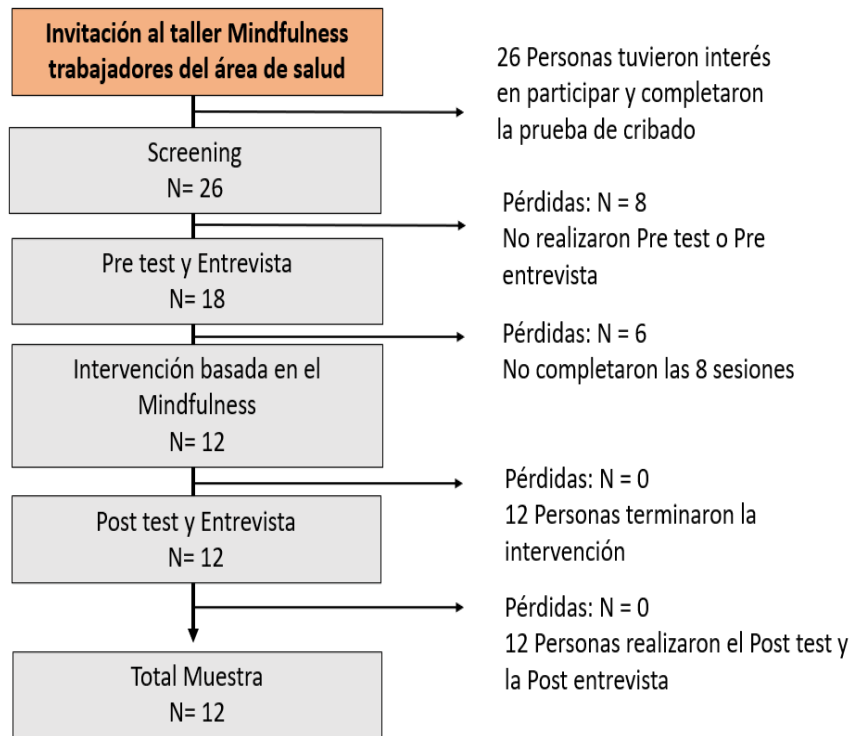 Invitación al taller Mindfulness
trabajadores del área de salud
26 Personas tuvieron interés
en participar y completaron
la prueba de cribado
Screening
N= 26
Pérdidas: N = 8
No realizaron Pre test o Pre
entrevista
Pre test y Entrevista
N= 18
Pérdidas: N = 6
No completaron las 8 sesiones
Intervención basada en el
Mindfulness
N= 12
Pérdidas: N = 0
12 Personas terminaron la
intervención
Post test y Entrevista
N= 12
Pérdidas: N = 0
12 Personas realizaron el Post test y
la Post entrevista
Total Muestra
N= 12